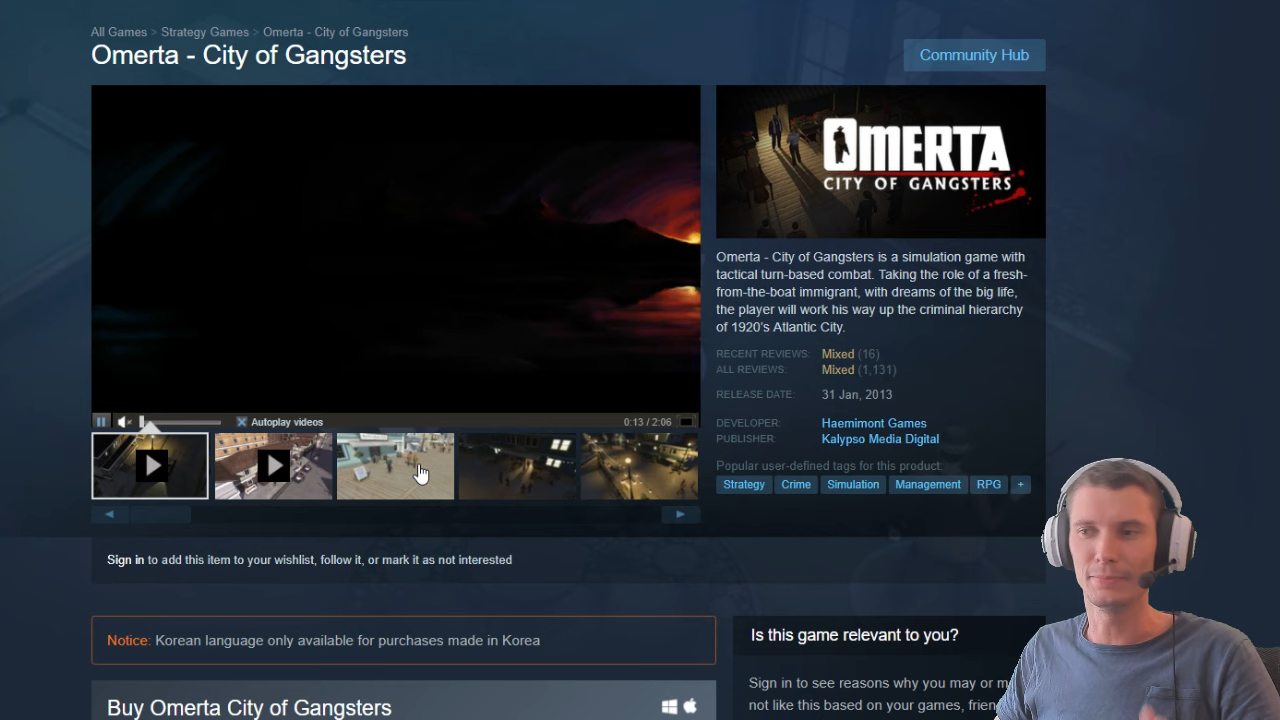 All Games > Strategy Games > Omerta - City of Gangsters
Omerta - City of Gangsters
Community Hub
OMERTA
CITY OF GANGSTERS
Omerta - City of Gangsters is a simulation game with
tactical turn-based combat. Taking the role of a fresh-
from-the-boat immigrant, with dreams of the big life,
the player will work his way up the criminal hierarchy
of 1920's Atlantic City.
RECENT REVIEWS: Mixed (16)
ALL REVIEWS: Mixed (1,131)
RELEASE DATE: 31 Jan, 2013
DEVELOPER: Haemimont Games
PUBLISHER: Kalypso Media Digital
Popular user-defined tags for this product:
Strategy Crime Simulation Management RPG +
Autoplay videos 0:13 / 2:06
Sign in to add this item to your wishlist, follow it, or mark it as not interested
Notice: Korean language only available for purchases made in Korea
Buy Omerta City of Gangsters
Is this game relevant to you?
Sign in to see reasons why you may or
not like this based on your games,